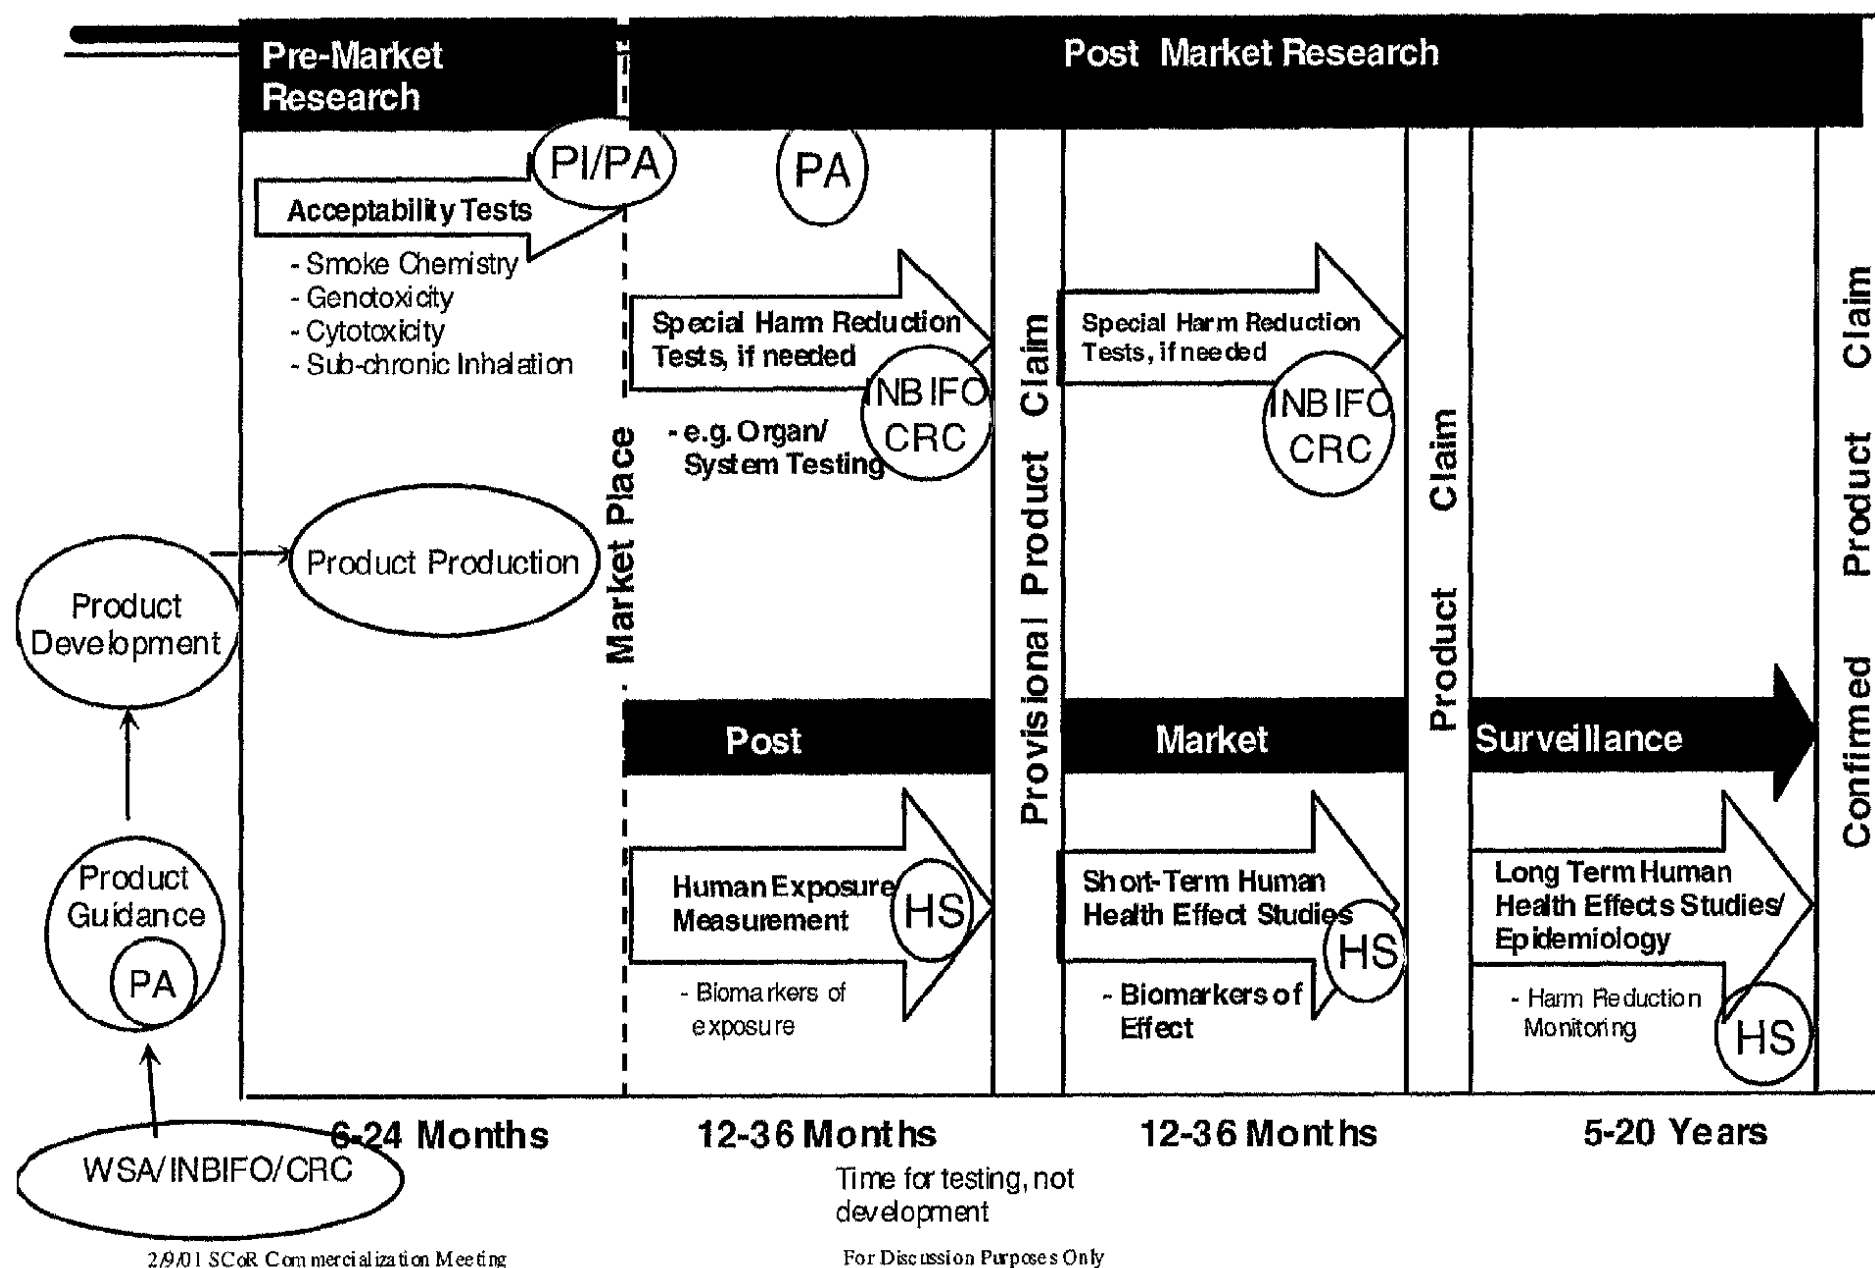 Pre-Market
Research
Post Market Research
PI/PA
PA
Acceptability Tests
- Smoke Chemistry
- Genotoxicity
- Cytotoxicity
- Sub-chronic Inhalation
Special Harm Reduction
Tests, if needed
INBIFO
CRC
- e.g. Organ/
System Testing
Special Harm Reduction
Tests, if needed
INBIFO
CRC
Market Place
Provisional Product Claim
Product Claim
Confirmed Product Claim
Product Production
Product
Development
Post Market Surveillance
Product
Guidance
PA
Human Exposure
Measurement
HS
- Biomarkers of
exposure
Short-Term Human
Health Effect Studies
HS
- Biomarkers of
Effect
Long Term Human
Health Effects Studies/
Epidemiology
- Harm Reduction
Monitoring
HS
WSA/INBIFO/CRC
6-24 Months
12-36 Months
12-36 Months
5-20 Years
Time for testing, not
development
2/9/01 SCoR Commercialization Meeting
For Discussion Purposes Only